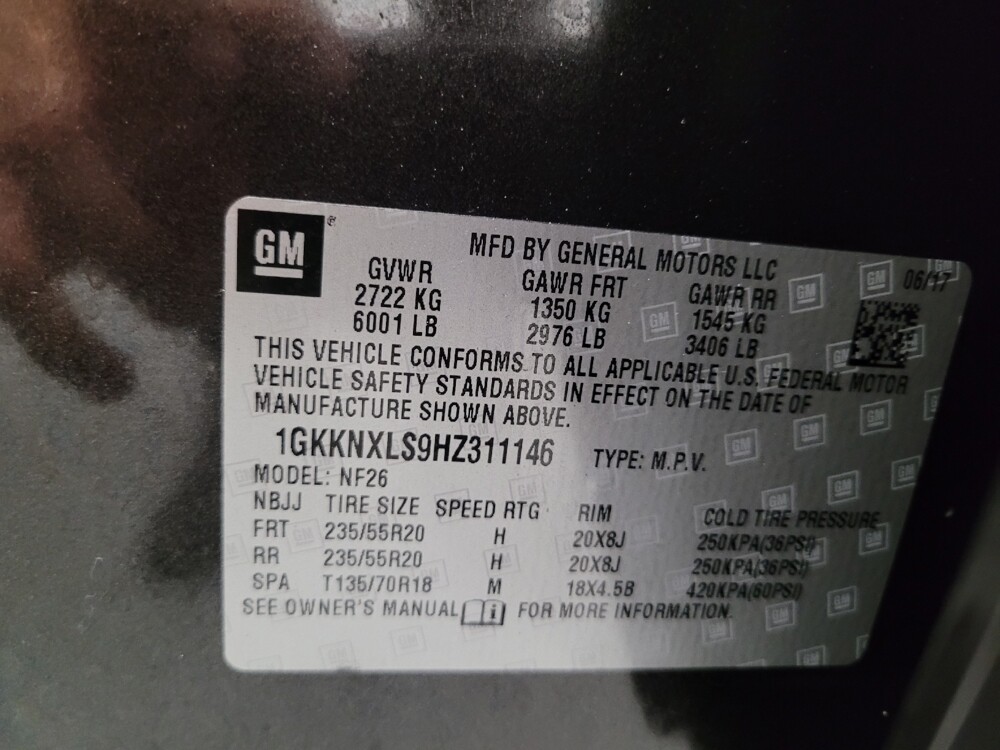 GM®
MFD BY GENERAL MOTORS LLC
06/17
GVWR GAWR FRT GAWR RR
2722 KG 1350 KG 1545 KG
6001 LB 2976 LB 3406 LB
THIS VEHICLE CONFORMS TO ALL APPLICABLE U.S. FEDERAL MOTOR
VEHICLE SAFETY STANDARDS IN EFFECT ON THE DATE OF
MANUFACTURE SHOWN ABOVE.
1GKKNXLS9HZ311146 TYPE: M.P.V.
MODEL: NF26
NBJJ TIRE SIZE SPEED RTG RIM COLD TIRE PRESSURE
FRT 235/55R20 H 20X8J 250KPA(36PSI)
RR 235/55R20 H 20X8J 250KPA(36PSI)
SPA T135/70R18 M 18X4.5B 420KPA(60PSI)
SEE OWNER'S MANUAL i FOR MORE INFORMATION.